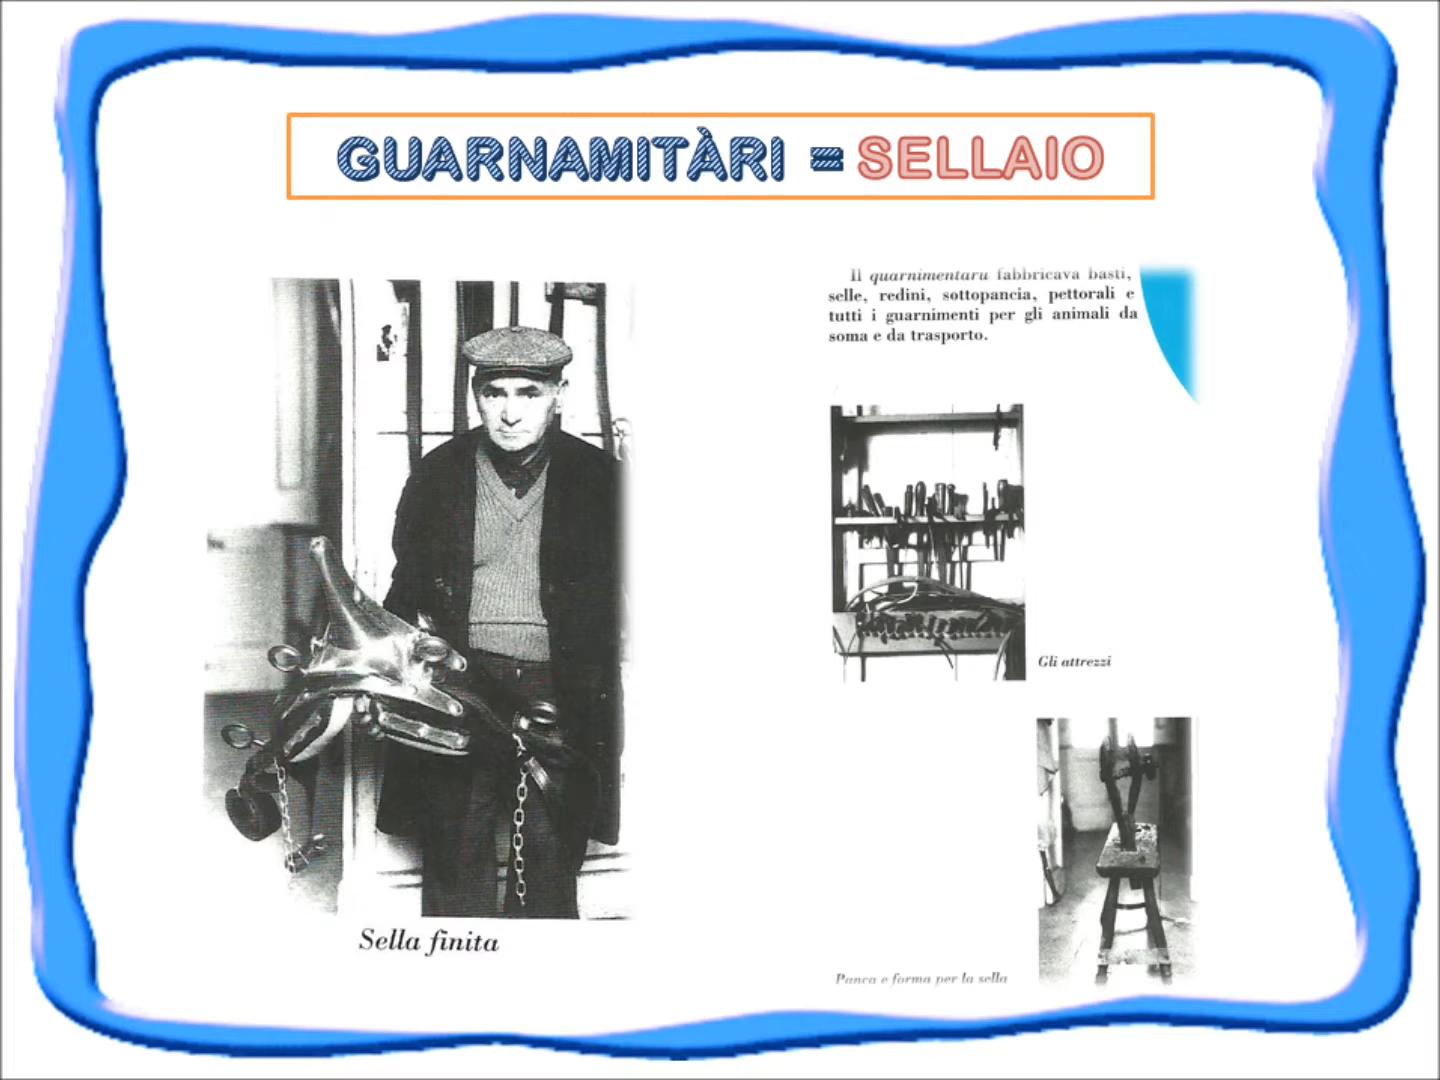 GUARNAMITÀRI = SELLAIO
Il quarnimentaru fabbricava basti,
selle, redini, sottopancia, pettorali e
tutti i guarnimenti per gli animali da
soma e da trasporto.
Gli attrezzi
Sella finita
Panca e forma per la sella